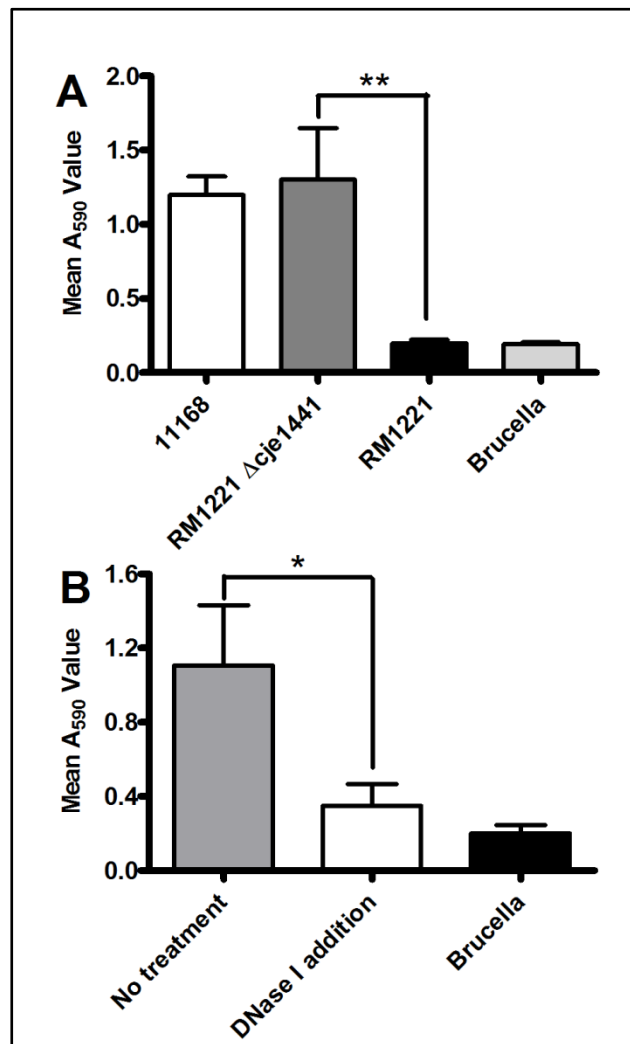 A
**
2.0
1.5
1.0
0.5
0.0
Mean A₅₉₀ Value
11168
RM1221 Δcje1441
RM1221
Brucella
B
*
1.6
1.2
0.8
0.4
0.0
Mean A₅₉₀ Value
No treatment
DNase I addition
Brucella